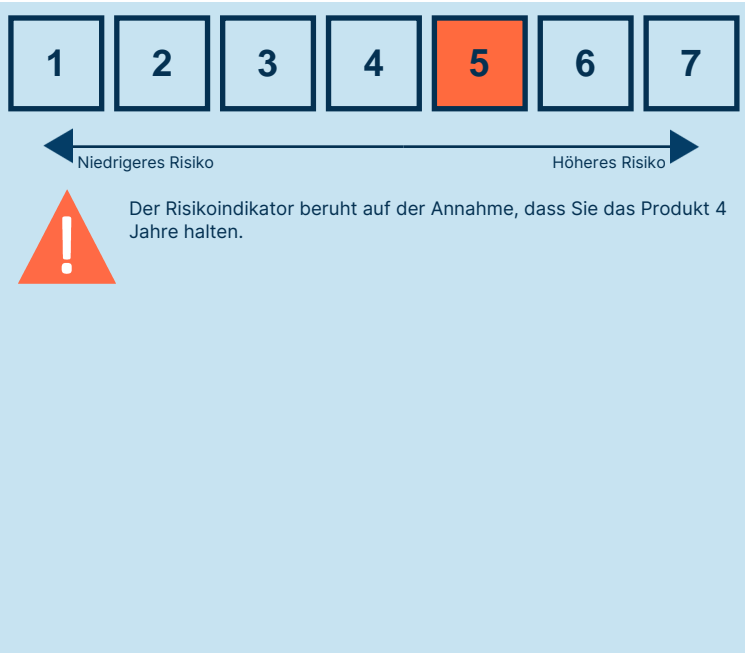 1 2 3 4 5 6 7
Niedrigeres Risiko Höheres Risiko
!
Der Risikoindikator beruht auf der Annahme, dass Sie das Produkt 4
Jahre halten.